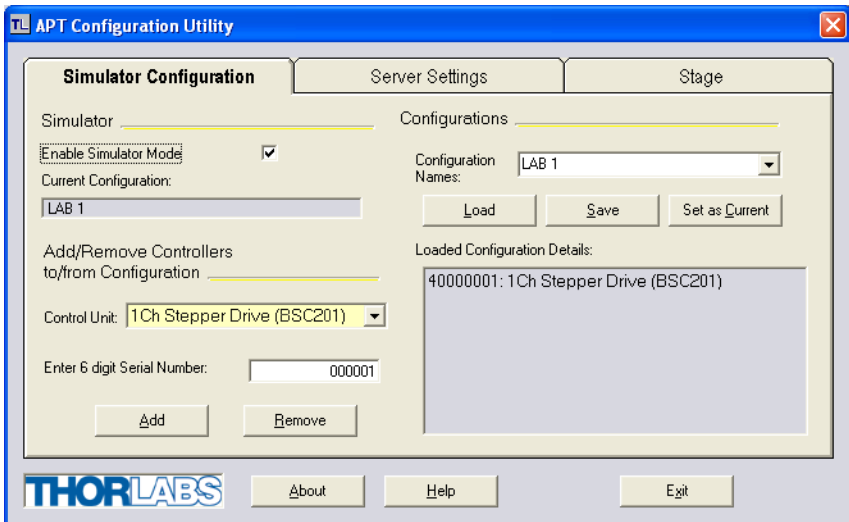 TL APT Configuration Utility
Simulator Configuration
Server Settings
Stage
Simulator
Enable Simulator Mode
Current Configuration:
LAB 1
Add/Remove Controllers
to/from Configuration
Control Unit: 1Ch Stepper Drive (BSC201)
Enter 6 digit Serial Number: 000001
Add
Remove
Configurations
Configuration
Names:
LAB 1
Load
Save
Set as Current
Loaded Configuration Details:
40000001: 1Ch Stepper Drive (BSC201)
THORLABS
About
Help
Exit